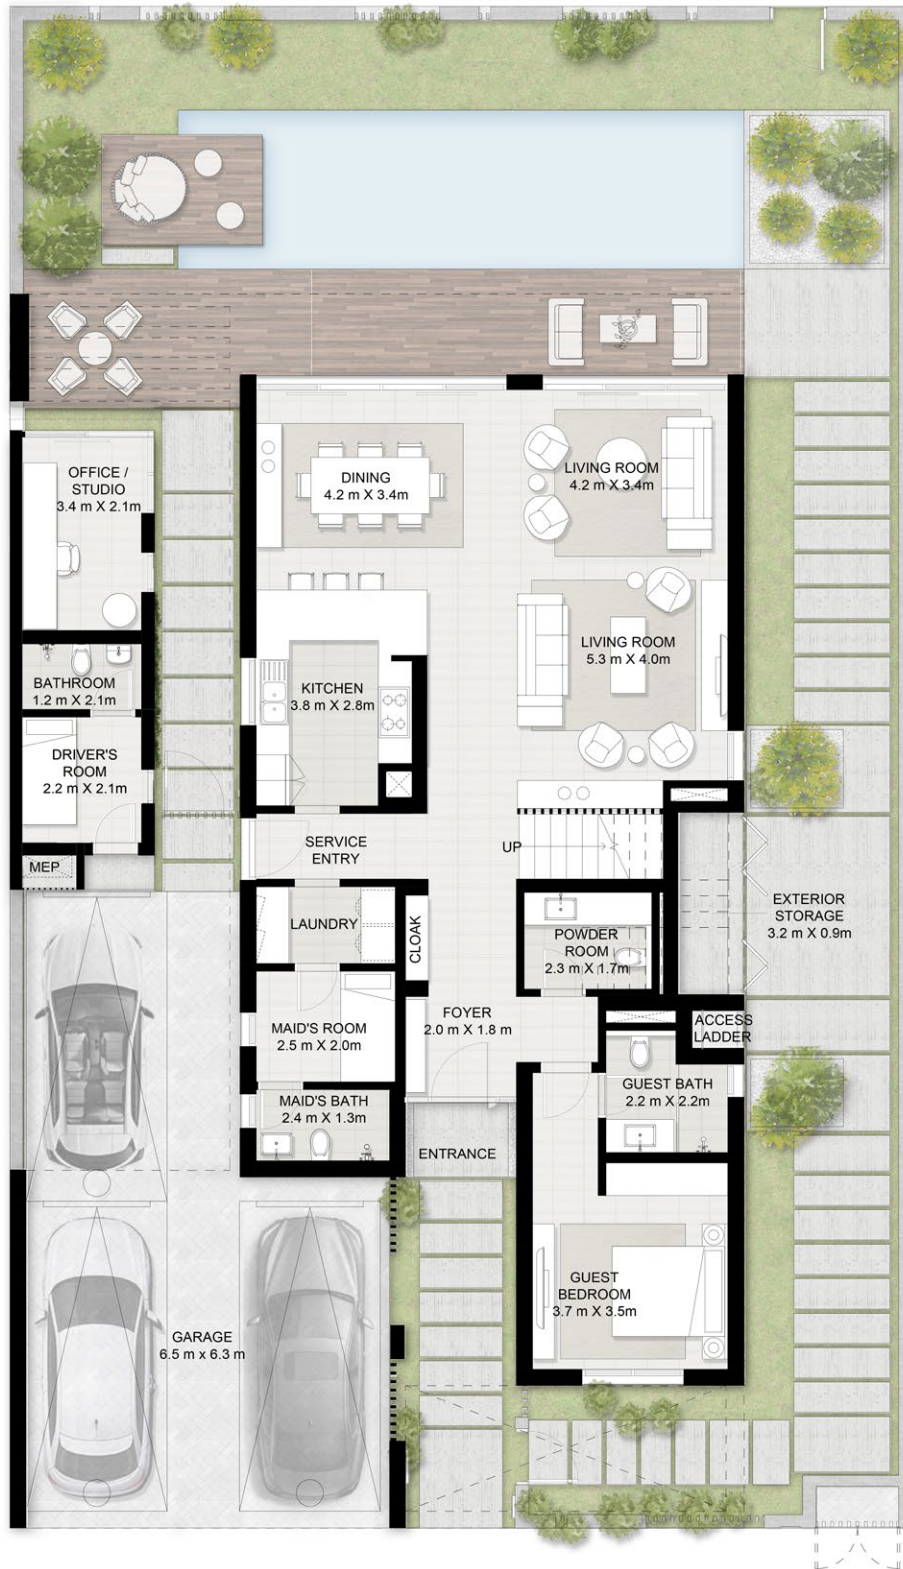 OFFICE /
STUDIO
3.4 m X 2.1m
DINING
4.2 m X 3.4m
LIVING ROOM
4.2 m X 3.4m
LIVING ROOM
5.3 m X 4.0m
BATHROOM
1.2 m X 2.1m
KITCHEN
3.8 m X 2.8m
DRIVER'S
ROOM
2.2 m X 2.1m
MEP
SERVICE
ENTRY
UP
LAUNDRY
CLOAK
POWDER
ROOM
2.3 m X 1.7m
EXTERIOR
STORAGE
3.2 m X 0.9m
FOYER
2.0 m X 1.8 m
ACCESS
LADDER
MAID'S ROOM
2.5 m X 2.0m
MAID'S BATH
2.4 m X 1.3m
GUEST BATH
2.2 m X 2.2m
ENTRANCE
GUEST
BEDROOM
3.7 m X 3.5m
GARAGE
6.5 m x 6.3 m